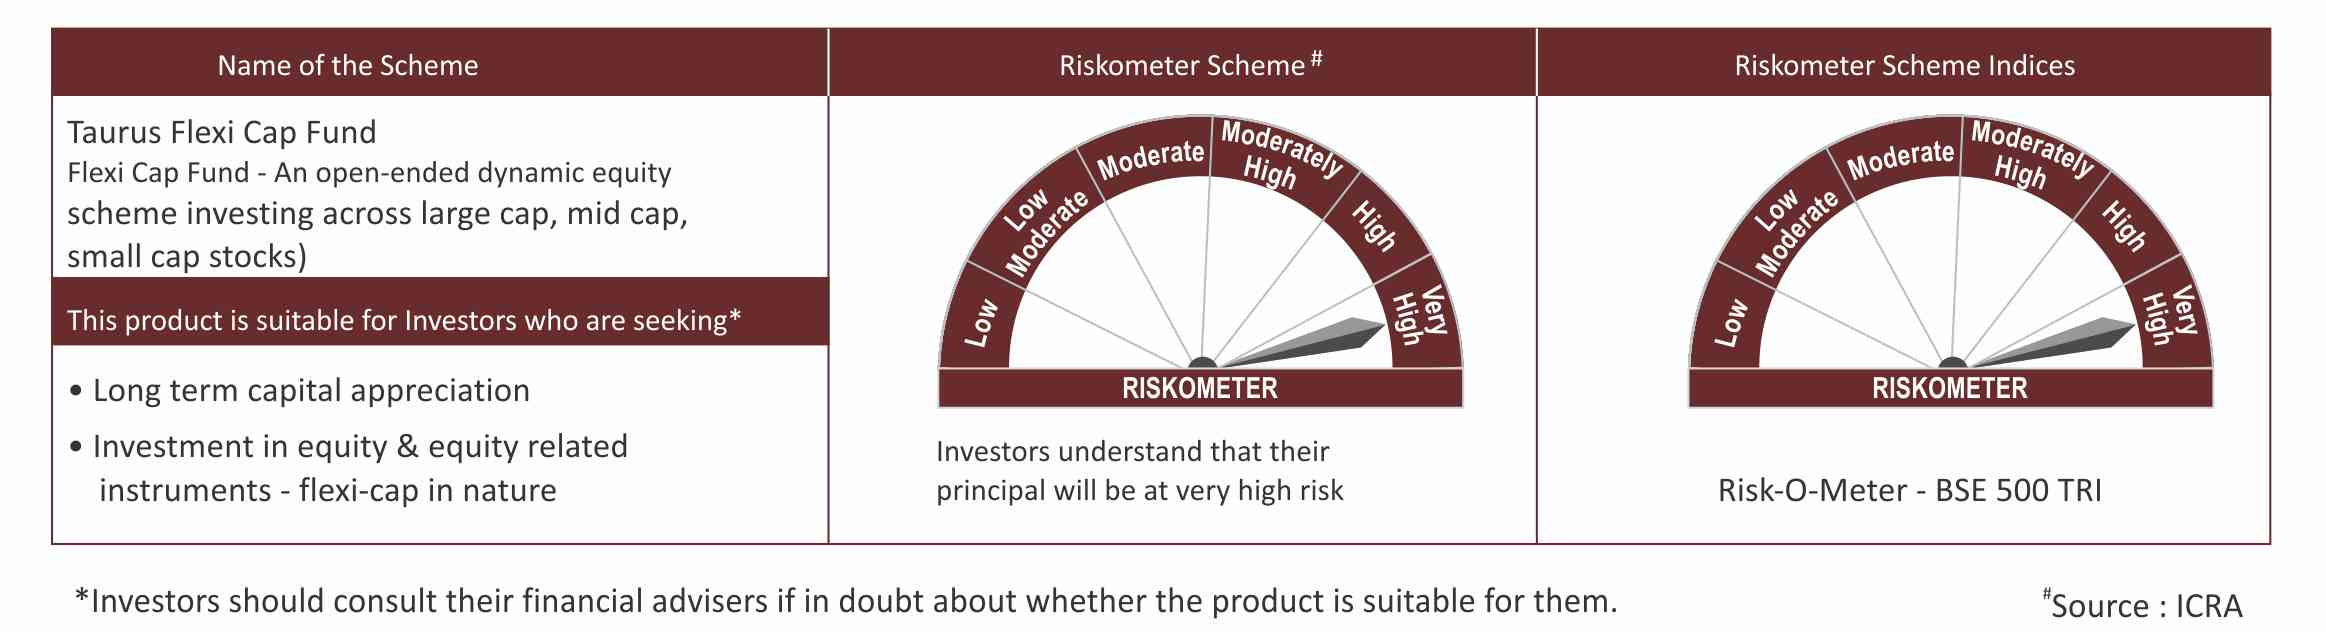 Name of the Scheme
Riskometer Scheme#
Riskometer Scheme Indices
Taurus Flexi Cap Fund
Flexi Cap Fund - An open-ended dynamic equity
scheme investing across large cap, mid cap,
small cap stocks)
This product is suitable for Investors who are seeking*
• Long term capital appreciation
• Investment in equity & equity related
instruments - flexi-cap in nature
Low
Low
Moderate
Moderate
Moderately
High
High
Very
High
RISKOMETER
Investors understand that their
principal will be at very high risk
Low
Low
Moderate
Moderate
Moderately
High
High
Very
High
RISKOMETER
Risk-O-Meter - BSE 500 TRI
*Investors should consult their financial advisers if in doubt about whether the product is suitable for them.
#Source : ICRA